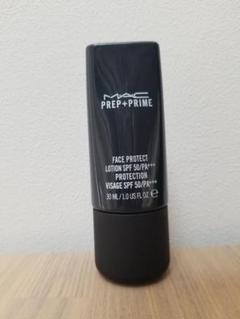 MAC
PREP+PRIME
FACE PROTECT
LOTION SPF 50/PA+++
PROTECTION
VISAGE SPF 50/PA+++
30 ML/1.0 US FL OZ ℮